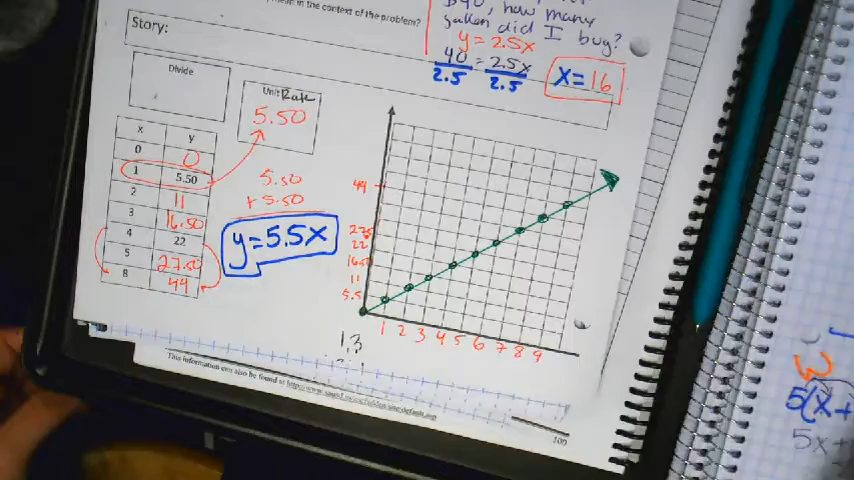 mean in the context of the problem?
$40, how many
gallon did I buy?
y = 2.5x
40 = 2.5x
2.5 2.5
X = 16
Story:
Divide
Unit Rate
5.50
x y
0 0
1 5.50
2 11
3 16.50
4 22
5 27.50
8 44
5.50
+ 5.50
y=5.5x
44
27.5
22
16.50
11
5.5
1 2 3 4 5 6 7 8 9
13
This information can also be found at
100
5(x+
5x+